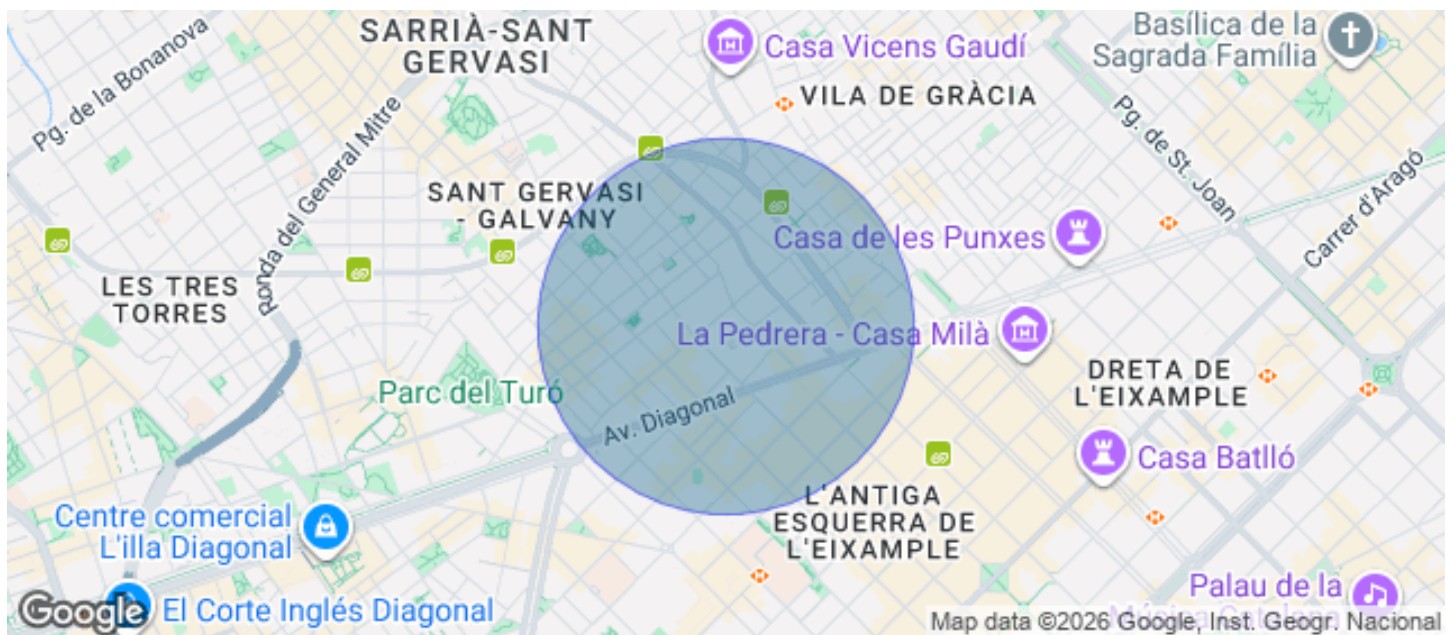 SARRIÀ-SANT
GERVASI
Casa Vicens Gaudí
Basílica de la
Sagrada Família
Pg. de la Bonanova
VILA DE GRÀCIA
Ronda del General Mitre
Pg. de St. Joan
Carrer d'Aragó
SANT GERVASI
- GALVANY
Casa de les Punxes
LES TRES
TORRES
La Pedrera - Casa Milà
DRETA DE
L'EIXAMPLE
Parc del Turó
Av. Diagonal
Casa Batlló
L'ANTIGA
ESQUERRA DE
L'EIXAMPLE
Centre comercial
L'illa Diagonal
Palau de la
Música Catalana
Google
El Corte Inglés Diagonal
Map data ©2026 Google, Inst. Geogr. Nacional